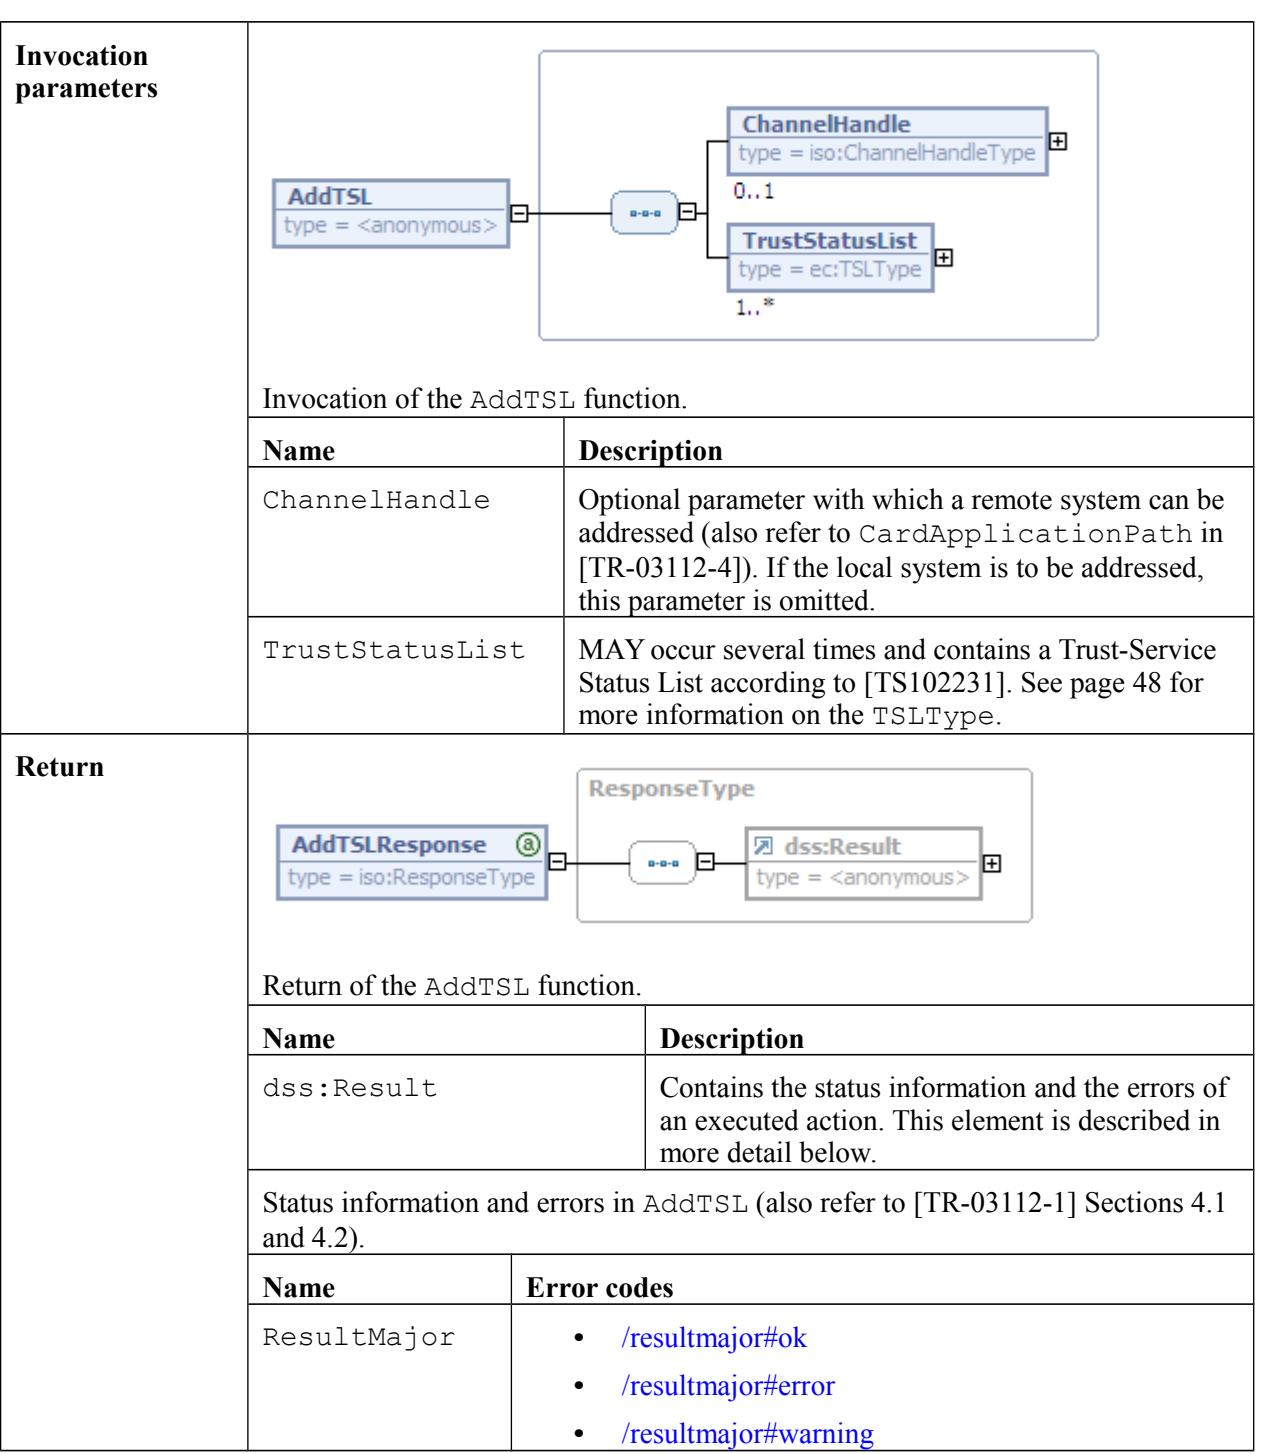 Invocation
parameters
ChannelHandle
type = iso:ChannelHandleType
0..1
AddTSL
type = <anonymous>
TrustStatusList
type = ec:TSLType
1..*
Invocation of the AddTSL function.
Name
Description
ChannelHandle
Optional parameter with which a remote system can be
addressed (also refer to CardApplicationPath in
[TR-03112-4]). If the local system is to be addressed,
this parameter is omitted.
TrustStatusList
MAY occur several times and contains a Trust-Service
Status List according to [TS102231]. See page 48 for
more information on the TSLType.
Return
ResponseType
AddTSLResponse
type = iso:ResponseType
dss:Result
type = <anonymous>
Return of the AddTSL function.
Name
Description
dss:Result
Contains the status information and the errors of
an executed action. This element is described in
more detail below.
Status information and errors in AddTSL (also refer to [TR-03112-1] Sections 4.1
and 4.2).
Name
Error codes
ResultMajor
• /resultmajor#ok
• /resultmajor#error
• /resultmajor#warning